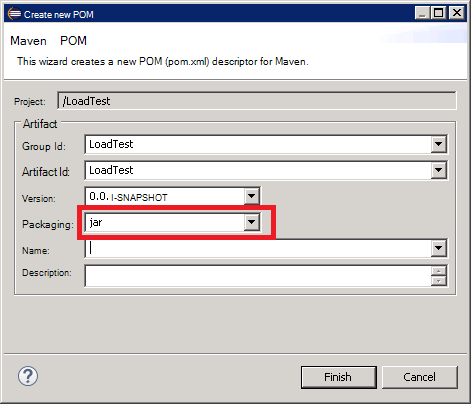 Create new POM
Maven POM
This wizard creates a new POM (pom.xml) descriptor for Maven.
Project: /LoadTest
Artifact
Group Id: LoadTest
Artifact Id: LoadTest
Version: 0.0.I-SNAPSHOT
Packaging: jar
Name:
Description:
? Finish Cancel